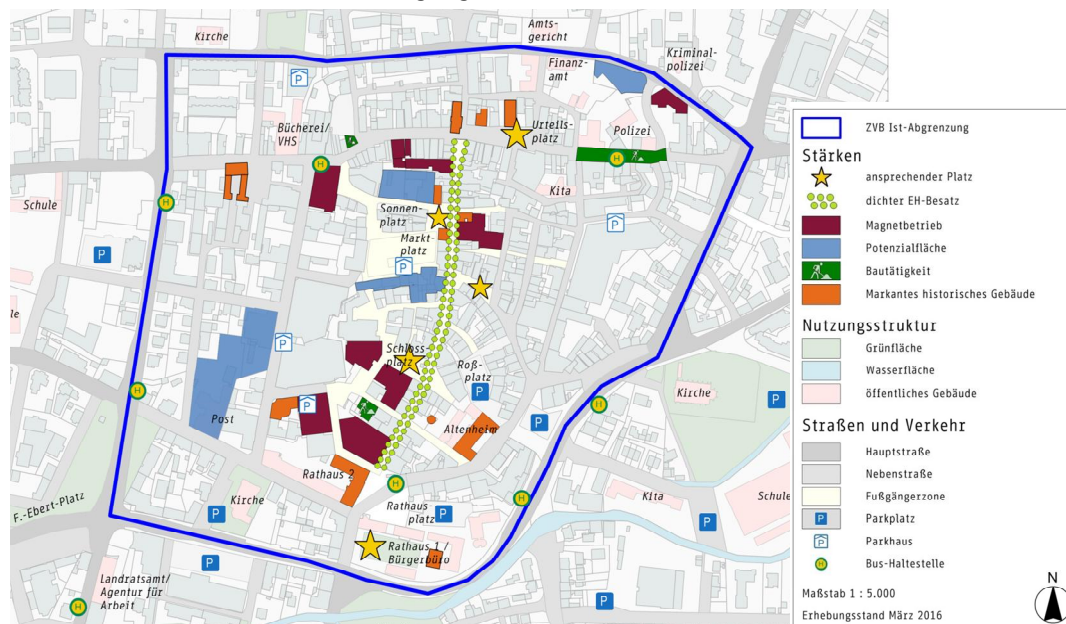 Kirche
Amts-
gericht
Finanz-
amt
Kriminal-
polizei
P
Bücherei/
VHS
Urteils-
platz
Polizei
H
H
Schule
H
Kita
Sonnen-
platz
P
P
Markt
platz
P
le
Schloss-
platz
P
Roß-
platz
P
H
Kirche
P
H
P
P
Post
Altenheim
Rathaus 2
F.-Ebert-Platz
Kirche
P
H
Rathaus
platz
P
H
Kita
P
Schule
Rathaus 1 /
Bürgerbüro
P
P
Landratsamt/
Agentur für
Arbeit
H
P
ZVB Ist-Abgrenzung
Stärken
ansprechender Platz
dichter EH-Besatz
Magnetbetrieb
Potenzialfläche
Bautätigkeit
Markantes historisches Gebäude
Nutzungsstruktur
Grünfläche
Wasserfläche
öffentliches Gebäude
Straßen und Verkehr
Hauptstraße
Nebenstraße
Fußgängerzone
P Parkplatz
P Parkhaus
H Bus-Haltestelle
Maßstab 1 : 5.000
Erhebungsstand März 2016
N